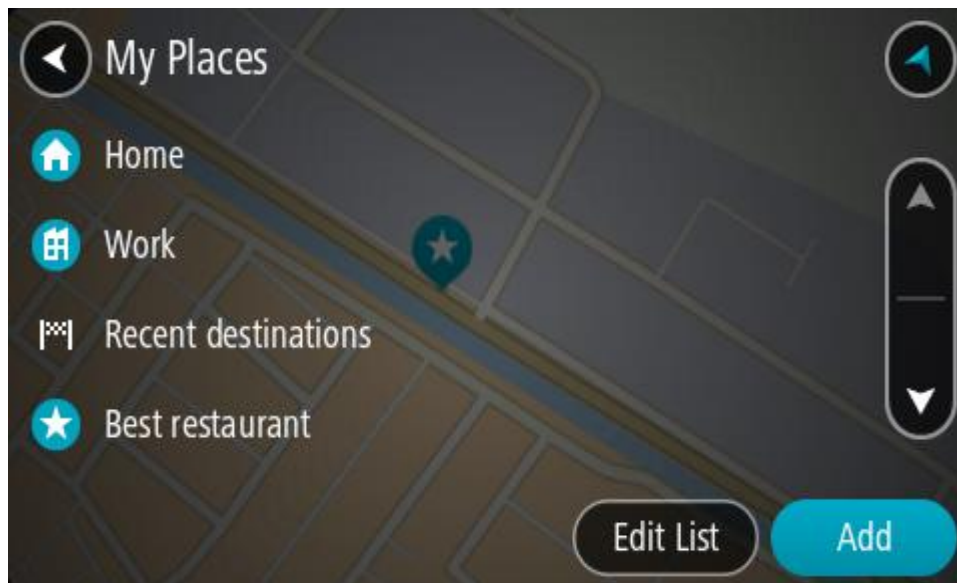 My Places
Home
Work
Recent destinations
Best restaurant
Edit List
Add